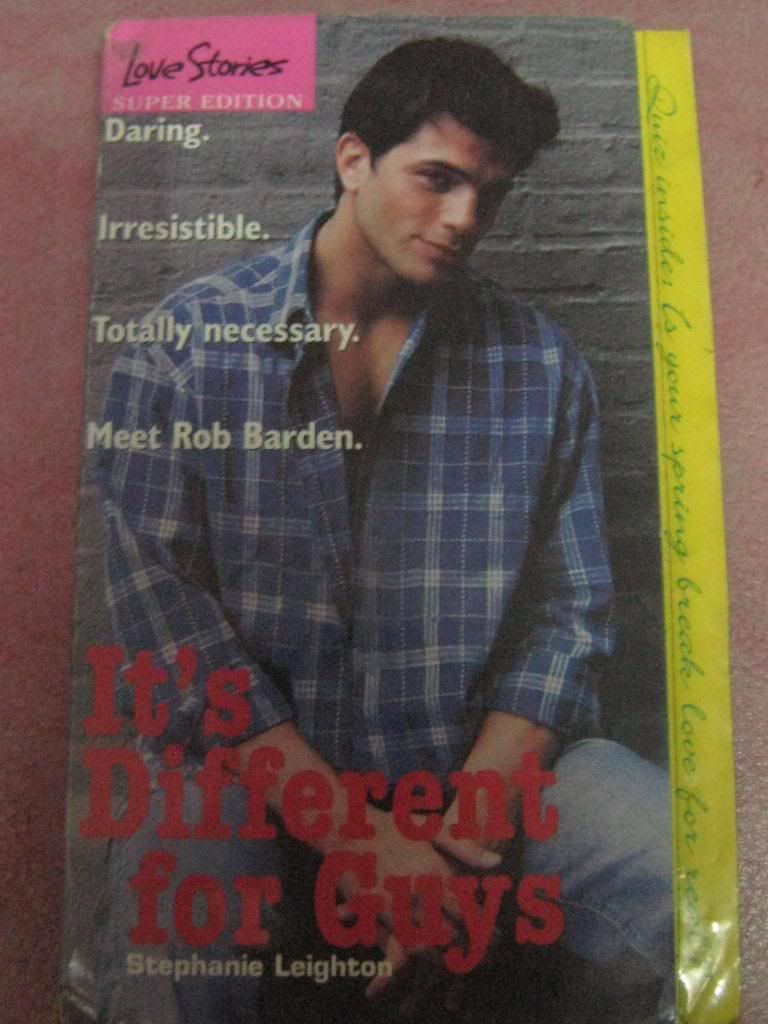 Love Stories
SUPER EDITION
Daring.
Irresistible.
Totally necessary.
Meet Rob Barden.
It's
Different
for Guys
Stephanie Leighton
Quiz inside: Is your spring break love for real?